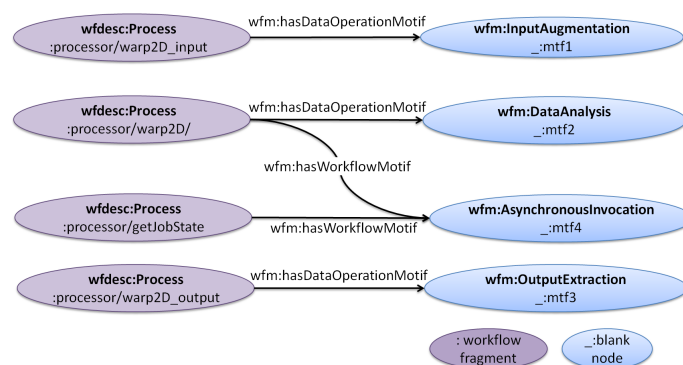 wfdesc:Process
:processor/warp2D_input
wfm:hasDataOperationMotif
wfm:InputAugmentation
_:mtf1
wfdesc:Process
:processor/warp2D/
wfm:hasDataOperationMotif
wfm:DataAnalysis
_:mtf2
wfm:hasWorkflowMotif
wfdesc:Process
:processor/getJobState
wfm:hasWorkflowMotif
wfm:AsynchronousInvocation
_:mtf4
wfdesc:Process
:processor/warp2D_output
wfm:hasDataOperationMotif
wfm:OutputExtraction
_:mtf3
: workflow
fragment
_:blank
node